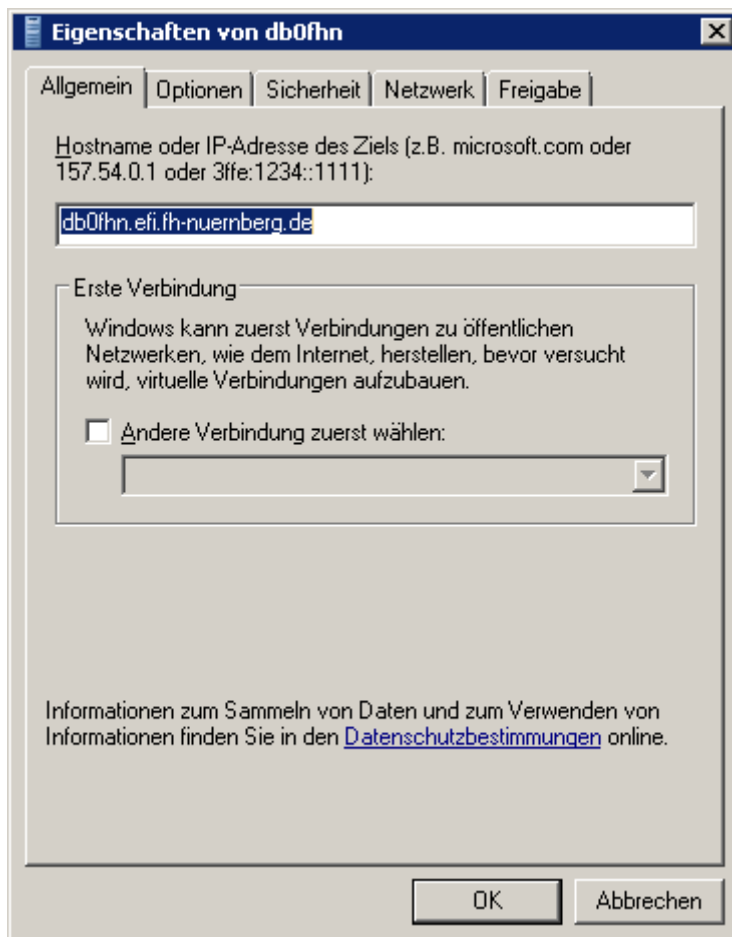 Eigenschaften von db0fhn
Allgemein Optionen Sicherheit Netzwerk Freigabe
Hostname oder IP-Adresse des Ziels (z.B. microsoft.com oder
157.54.0.1 oder 3ffe:1234::1111):
db0fhn.efi.fh-nuernberg.de
Erste Verbindung
Windows kann zuerst Verbindungen zu öffentlichen
Netzwerken, wie dem Internet, herstellen, bevor versucht
wird, virtuelle Verbindungen aufzubauen.
Andere Verbindung zuerst wählen:
Informationen zum Sammeln von Daten und zum Verwenden von
Informationen finden Sie in den Datenschutzbestimmungen online.
OK Abbrechen